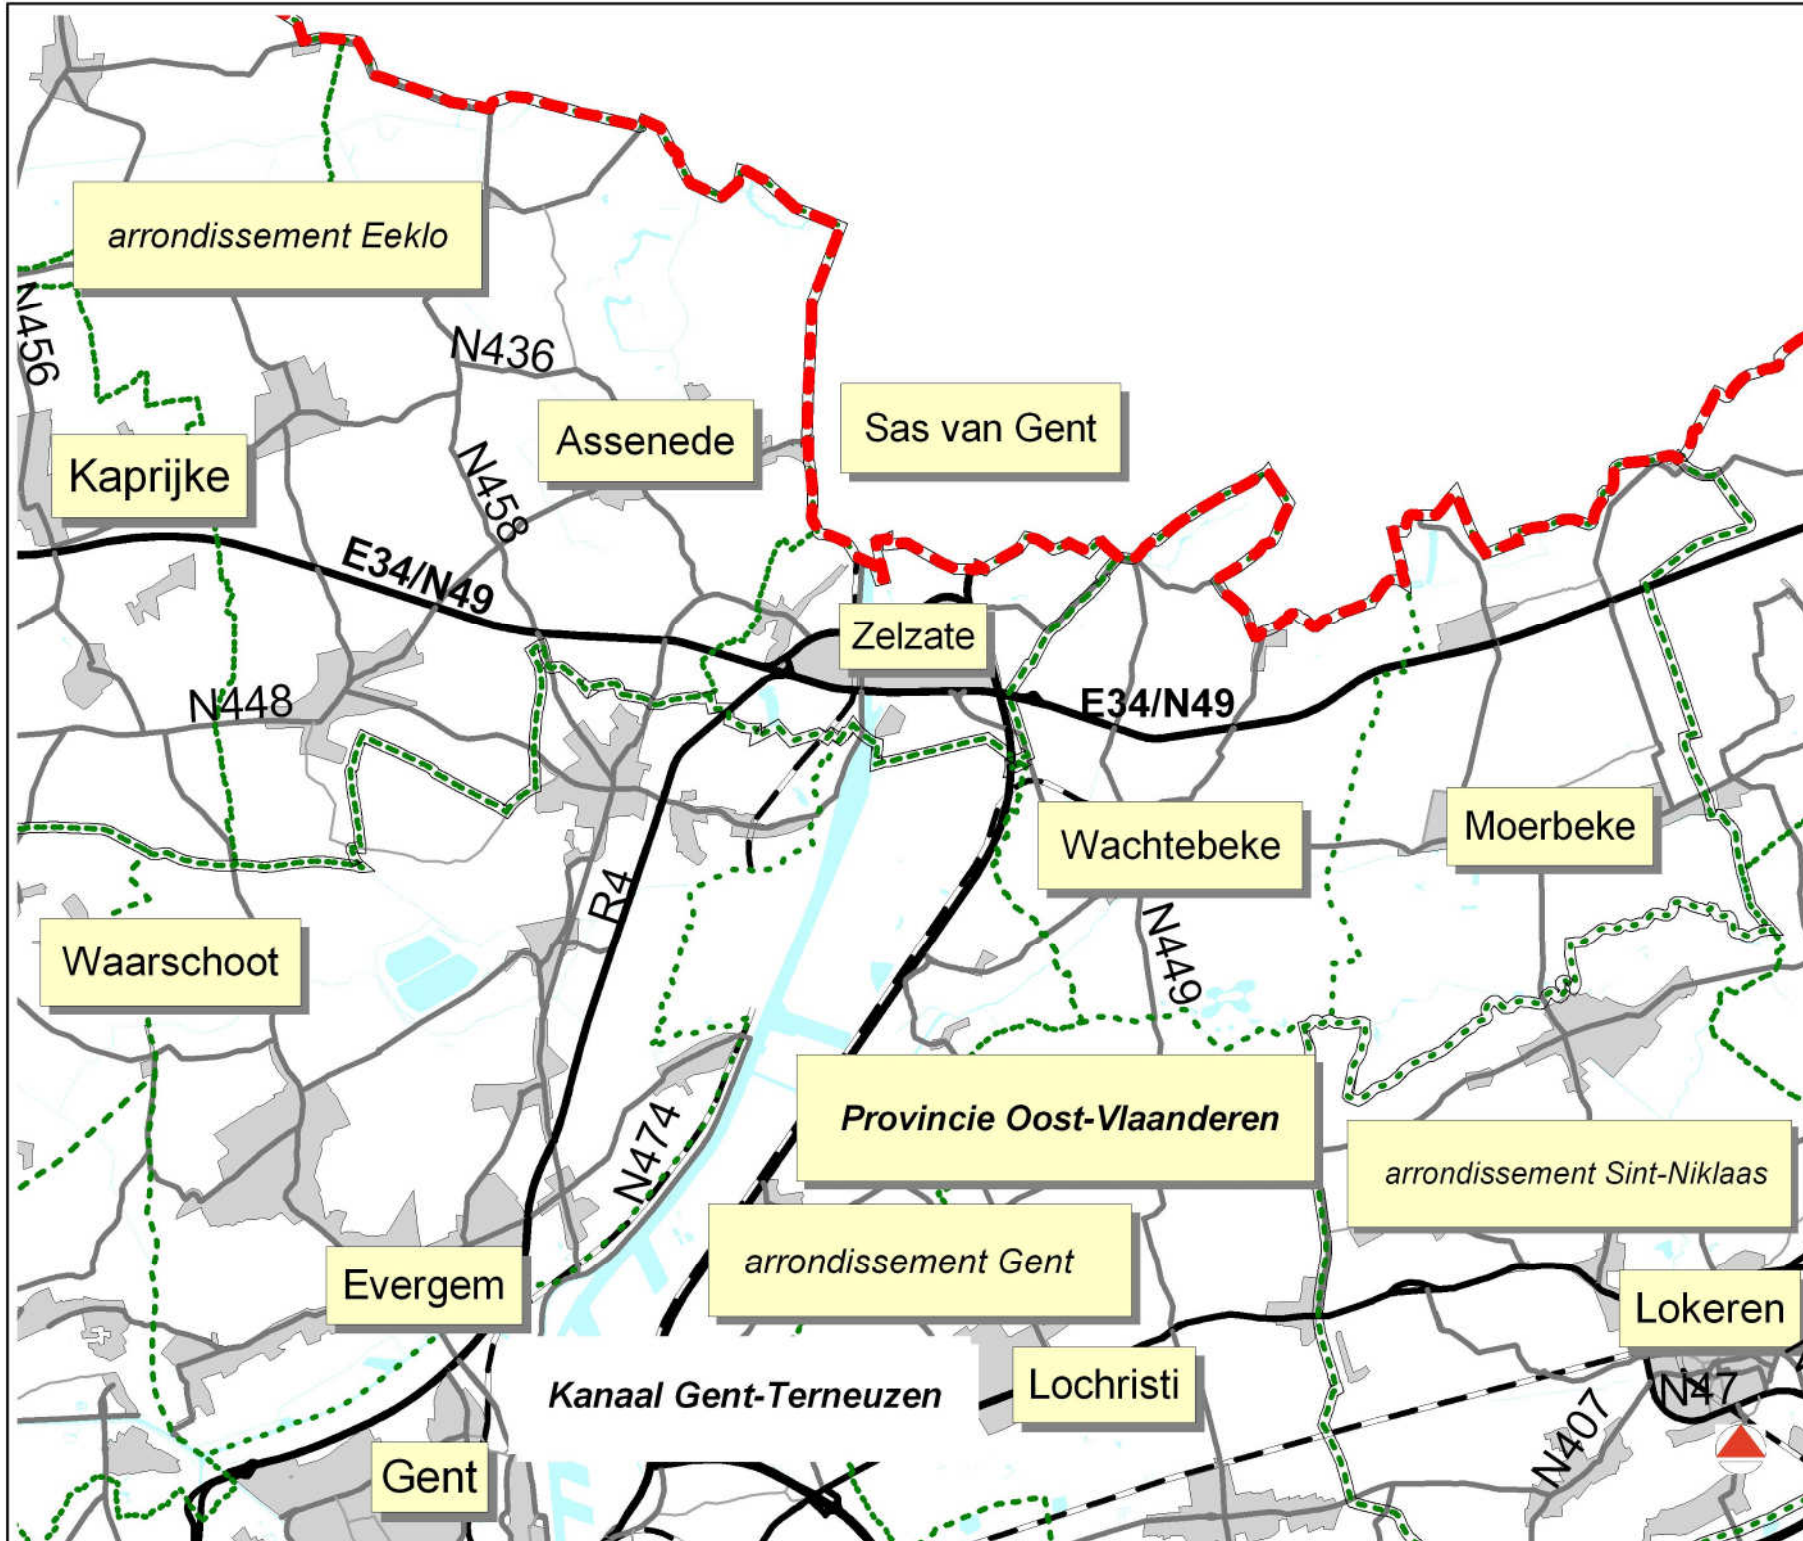 arrondissement Eeklo
N456
N436
Sas van Gent
Assenede
Kaprijke
N458
E34/N49
Zelzate
N448
E34/N49
Moerbeke
Wachtebeke
R4
Waarschoot
N449
Provincie Oost-Vlaanderen
N474
arrondissement Sint-Niklaas
arrondissement Gent
Evergem
Lokeren
Kanaal Gent-Terneuzen
Lochristi
N47
N407
Gent